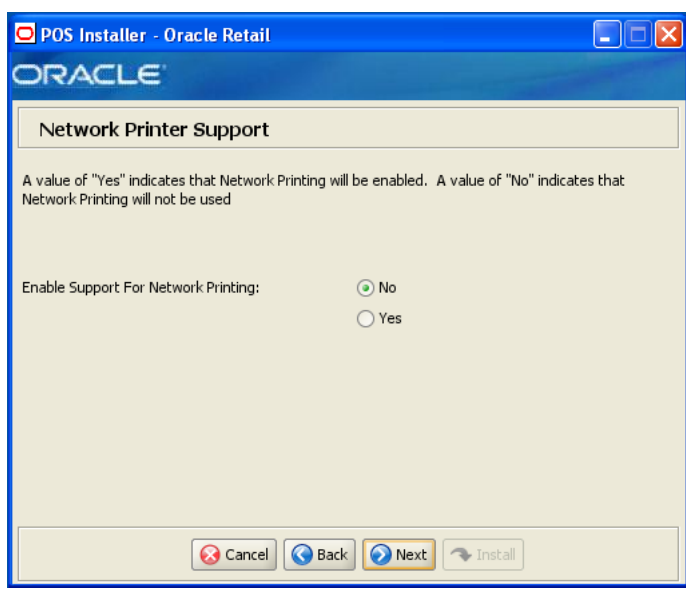 POS Installer - Oracle Retail
ORACLE
Network Printer Support
A value of "Yes" indicates that Network Printing will be enabled.  A value of "No" indicates that
Network Printing will not be used
Enable Support For Network Printing:
No
Yes
Cancel
Back
Next
Install